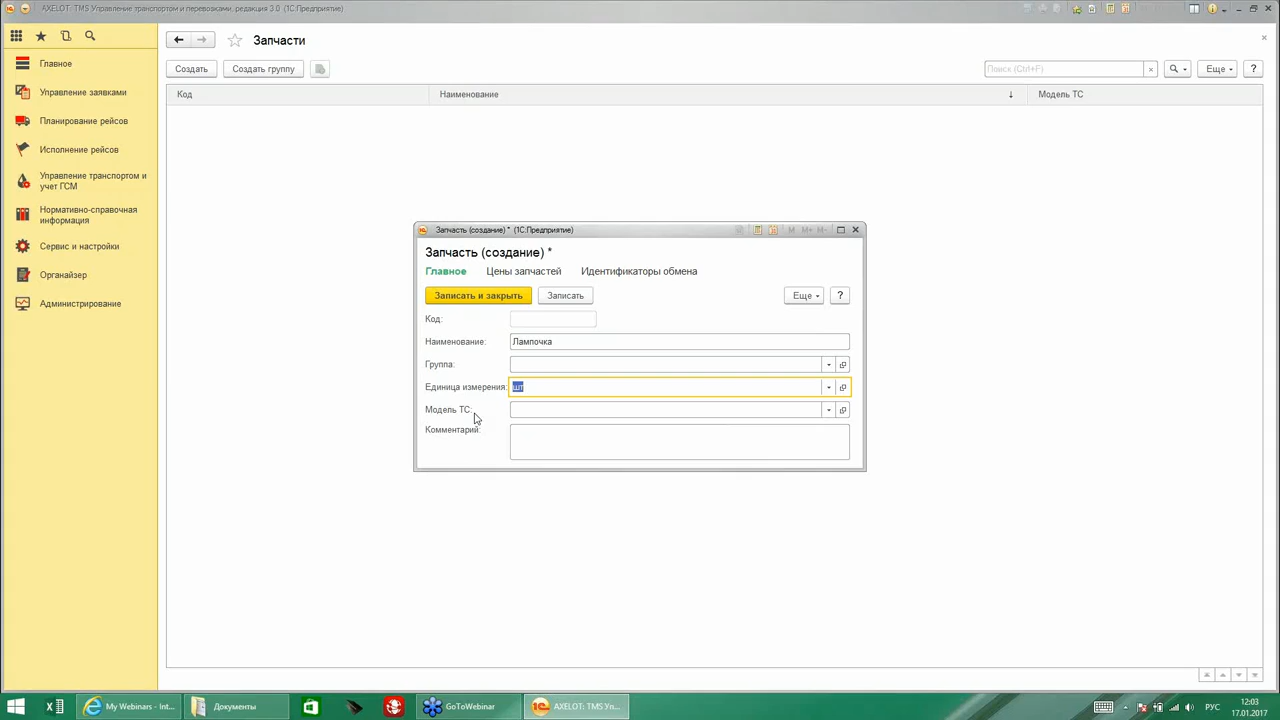 AXELOT: TMS Управление транспортом и перевозками, редакция 3.0 (1С:Предприятие)
Запчасти
Создать
Создать группу
Поиск (Ctrl+F)
Еще
?
Код
Наименование
Модель ТС
Главное
Управление заявками
Планирование рейсов
Исполнение рейсов
Управление транспортом и
учет ГСМ
Нормативно-справочная
информация
Сервис и настройки
Органайзер
Администрирование
Запчасть (создание) * (1С:Предприятие)
M M+ M-
Запчасть (создание) *
Главное Цены запчастей Идентификаторы обмена
Записать и закрыть Записать Еще ?
Код:
Наименование: Лампочка
Группа:
Единица измерения: шт
Модель ТС:
Комментарий:
My Webinars - Int...
Документы
GoToWebinar
AXELOT: TMS Уп...
РУС
12:03
17.01.2017